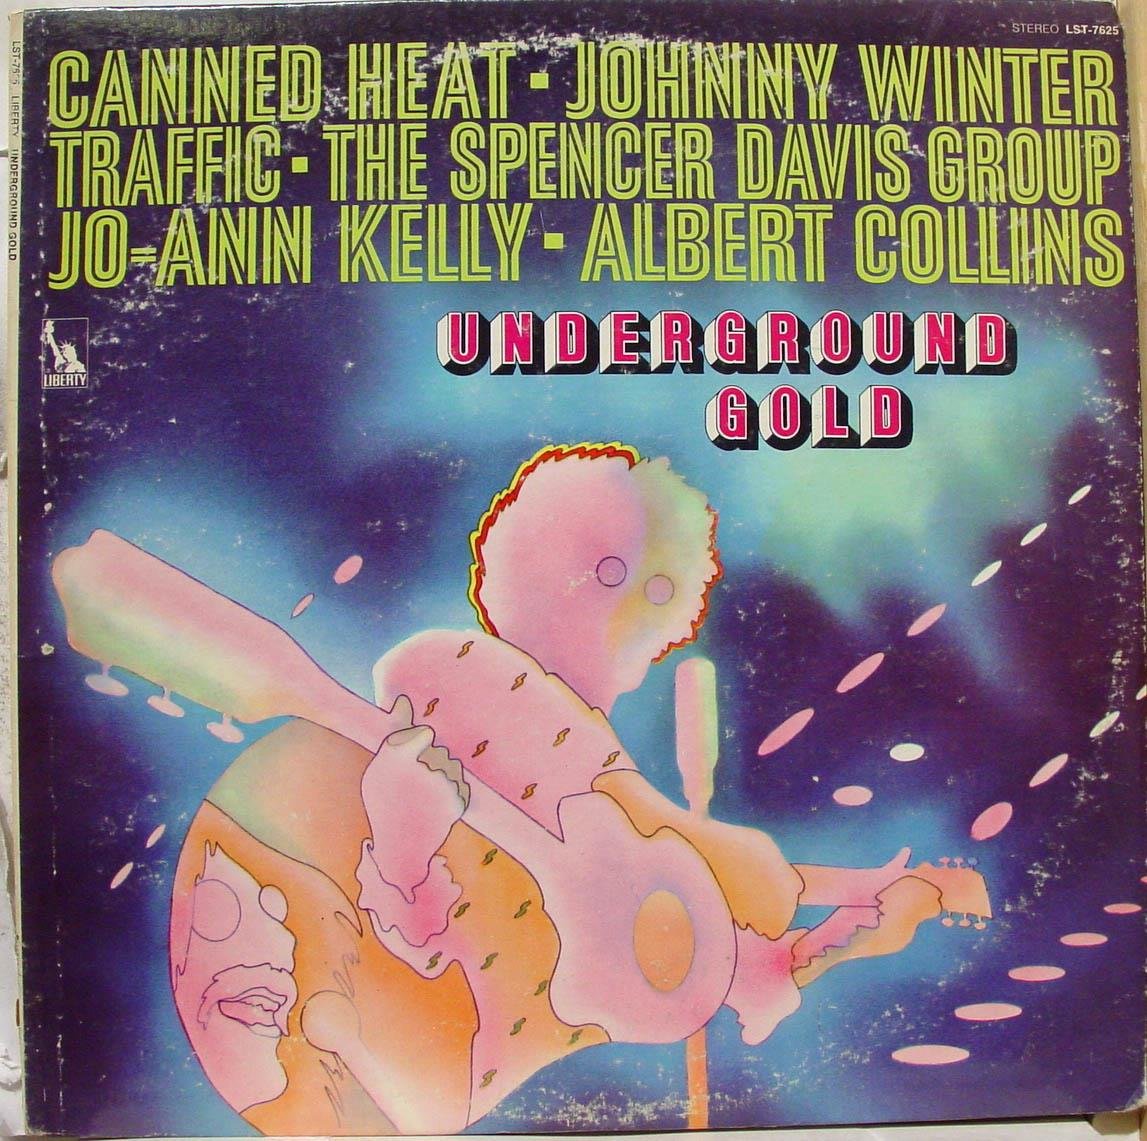 STEREO LST-7625
CANNED HEAT · JOHNNY WINTER
TRAFFIC · THE SPENCER DAVIS GROUP
JO=ANN KELLY · ALBERT COLLINS
UNDERGROUND
GOLD
LIBERTY
LIBERTY UNDERGROUND GOLD